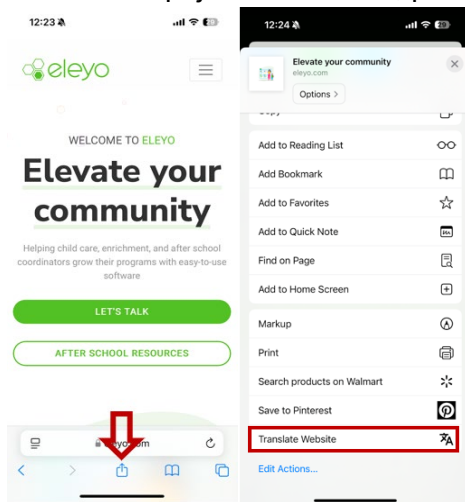 12:23
eleyo
WELCOME TO ELEYO
Elevate your
community
Helping child care, enrichment, and after school
coordinators grow their programs with easy-to-use
software
LET'S TALK
AFTER SCHOOL RESOURCES
12:24
Elevate your community
eleyo.com
Options >
Add to Reading List
Add Bookmark
Add to Favorites
Add to Quick Note
Find on Page
Add to Home Screen
Markup
Print
Search products on Walmart
Save to Pinterest
Translate Website
Edit Actions...